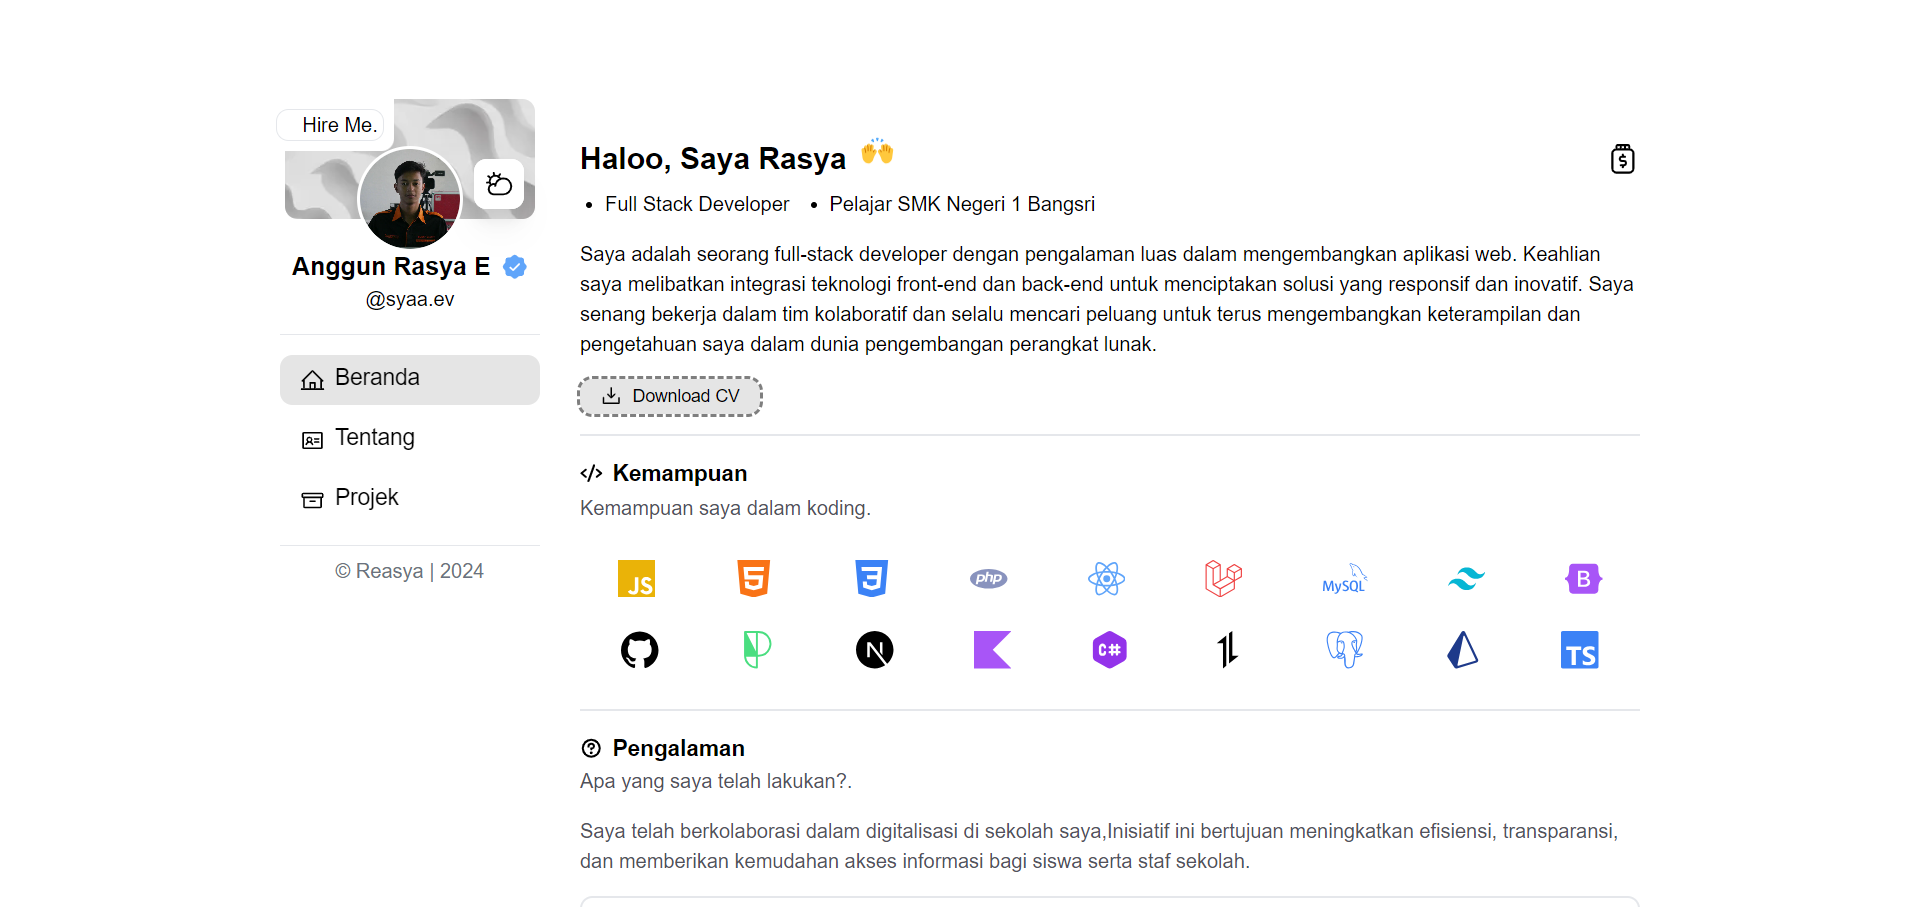 Hire Me.
Anggun Rasya E
@syaa.ev
Beranda
Tentang
Projek
© Reasya | 2024
Haloo, Saya Rasya 🙌
• Full Stack Developer • Pelajar SMK Negeri 1 Bangsri
Saya adalah seorang full-stack developer dengan pengalaman luas dalam mengembangkan aplikasi web. Keahlian
saya melibatkan integrasi teknologi front-end dan back-end untuk menciptakan solusi yang responsif dan inovatif. Saya
senang bekerja dalam tim kolaboratif dan selalu mencari peluang untuk terus mengembangkan keterampilan dan
pengetahuan saya dalam dunia pengembangan perangkat lunak.
Download CV
Kemampuan
Kemampuan saya dalam koding.
JS 5 3 php MySQL B
N C# TS
Pengalaman
Apa yang saya telah lakukan?.
Saya telah berkolaborasi dalam digitalisasi di sekolah saya,Inisiatif ini bertujuan meningkatkan efisiensi, transparansi,
dan memberikan kemudahan akses informasi bagi siswa serta staf sekolah.